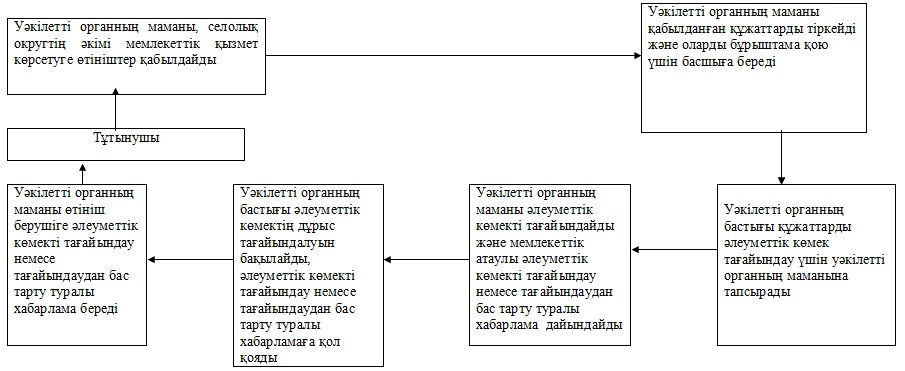 Уәкілетті органның маманы, селолық
округтің әкімі мемлекеттік қызмет
көрсетуге өтініштер қабылдайды
Уәкілетті органның маманы
қабылданған құжаттарды тіркейді
және оларды бұрыштама қою
үшін басшыға береді
Тұтынушы
Уәкілетті органның
маманы өтініш
берушіге әлеуметтік
көмекті тағайындау
немесе
тағайындаудан бас
тарту туралы
хабарлама береді
Уәкілетті органның
бастығы әлеуметтік
көмектің дұрыс
тағайындалуын
бақылайды,
әлеуметтік көмекті
тағайындау немесе
тағайындаудан бас
тарту туралы
хабарламаға қол
қояды
Уәкілетті органның
маманы әлеуметтік
көмекті тағайындайды
және мемлекеттік
атаулы әлеуметтік
көмекті тағайындау
немесе тағайындаудан
бас тарту туралы
хабарлама дайындайды
Уәкілетті органның
бастығы құжаттарды
әлеуметтік көмек
тағайындау үшін уәкілетті
органның маманына
тапсырады